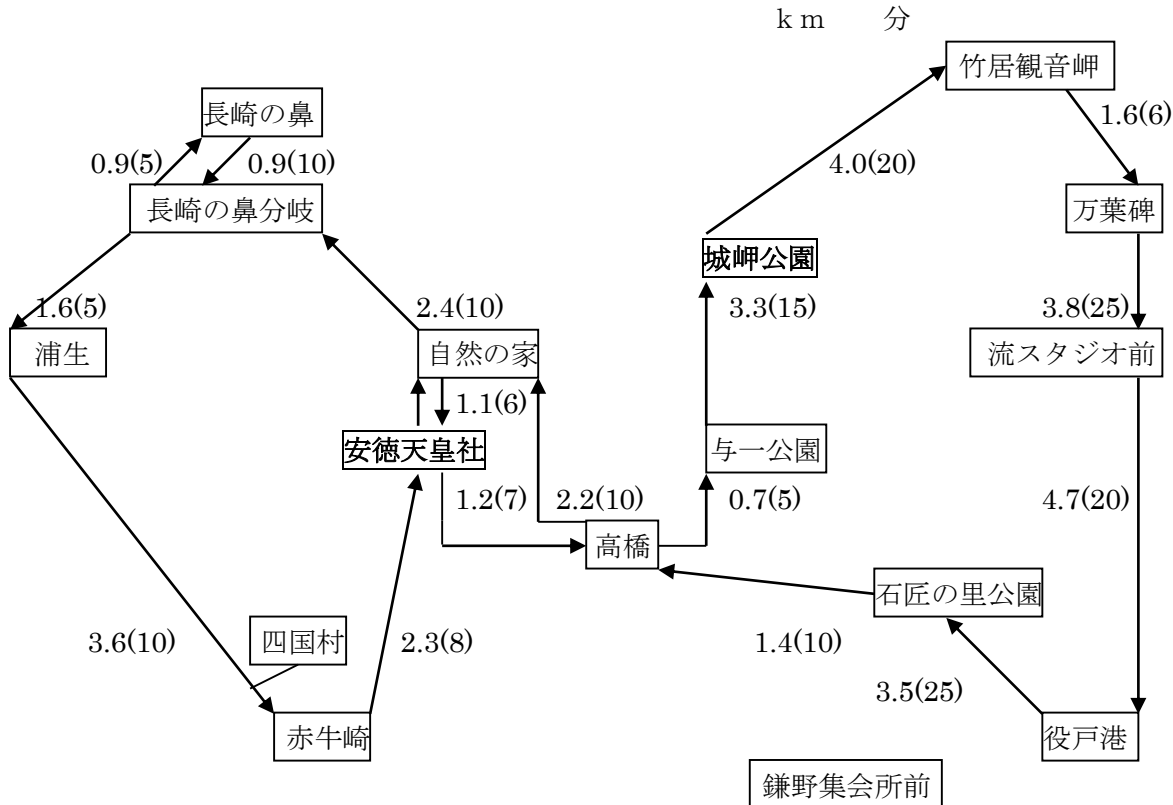 ｋｍ　　分
竹居観音岬
長崎の鼻
1.6(6)
0.9(5)
0.9(10)
4.0(20)
長崎の鼻分岐
万葉碑
城岬公園
1.6(5)
2.4(10)
3.3(15)
3.8(25)
浦生
自然の家
流スタジオ前
1.1(6)
安徳天皇社
与一公園
1.2(7)
2.2(10)
0.7(5)
4.7(20)
高橋
石匠の里公園
3.6(10)
四国村
2.3(8)
1.4(10)
3.5(25)
赤牛崎
役戸港
鎌野集会所前